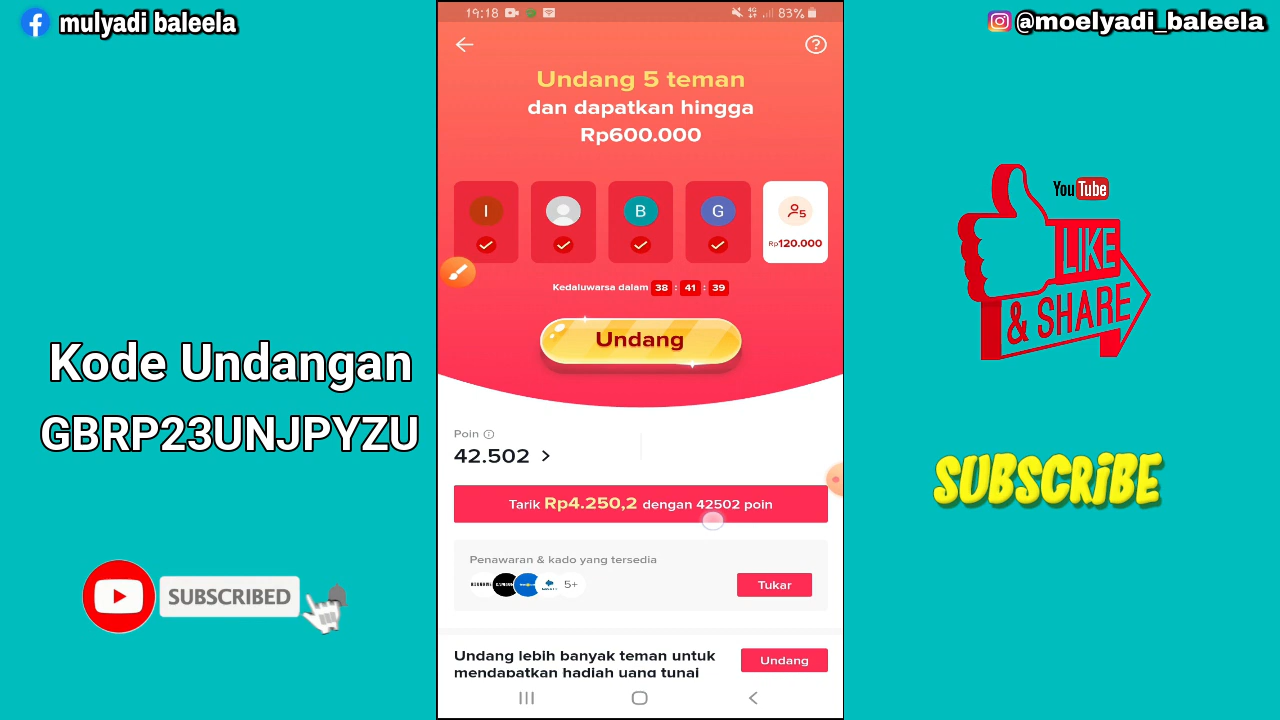 mulyadi baleela
@moelyadi_baleela
19:18
83%
Undang 5 teman
dan dapatkan hingga
Rp600.000
I
B
G
5
Rp120.000
Kedaluwarsa dalam 38 : 41 : 39
Undang
Poin
42.502
Tarik Rp4.250,2 dengan 42502 poin
Penawaran & kado yang tersedia
5+
Tukar
Undang lebih banyak teman untuk
mendapatkan hadiah uang tunai
Undang
Kode Undangan
GBRP23UNJPYZU
SUBSCRIBED
YouTube
LIKE
& SHARE
SUBSCRiBE